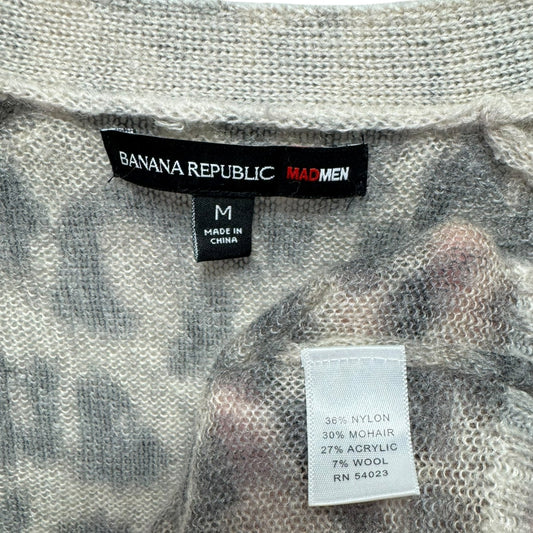 BANANA REPUBLIC MADMEN
M
MADE IN
CHINA
36% NYLON
30% MOHAIR
27% ACRYLIC
7% WOOL
RN 54023